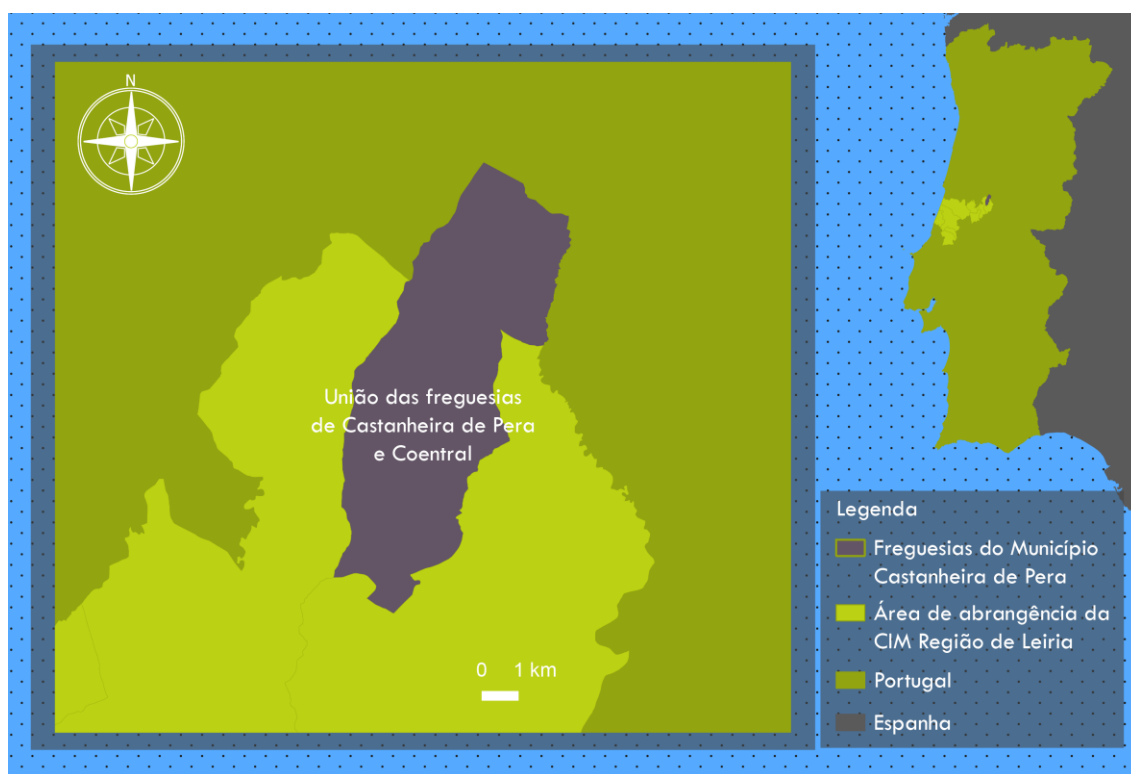 N
União das freguesias
de Castanheira de Pera
e Coentral
0 1 km
Legenda
Freguesias do Município
Castanheira de Pera
Área de abrangência da
CIM Região de Leiria
Portugal
Espanha